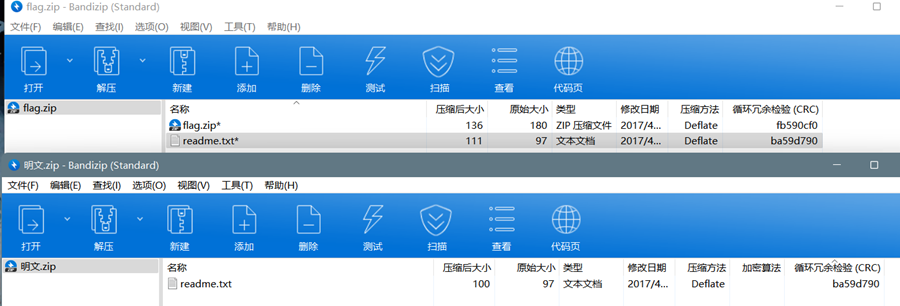 flag.zip - Bandizip (Standard)
文件(F) 编辑(E) 查找(I) 选项(O) 视图(V) 工具(T) 帮助(H)
打开 解压 新建 添加 删除 测试 扫描 查看 代码页
flag.zip
名称 压缩后大小 原始大小 类型 修改日期 压缩方法 循环冗余检验 (CRC)
flag.zip* 136 180 ZIP 压缩文件 2017/4... Deflate fb590cf0
readme.txt* 111 97 文本文档 2017/4... Deflate ba59d790
明文.zip - Bandizip (Standard)
文件(F) 编辑(E) 查找(I) 选项(O) 视图(V) 工具(T) 帮助(H)
打开 解压 新建 添加 删除 测试 扫描 查看 代码页
明文.zip
名称 压缩后大小 原始大小 类型 修改日期 压缩方法 加密算法 循环冗余检验 (CRC)
readme.txt 100 97 文本文档 2017/4... Deflate ba59d790